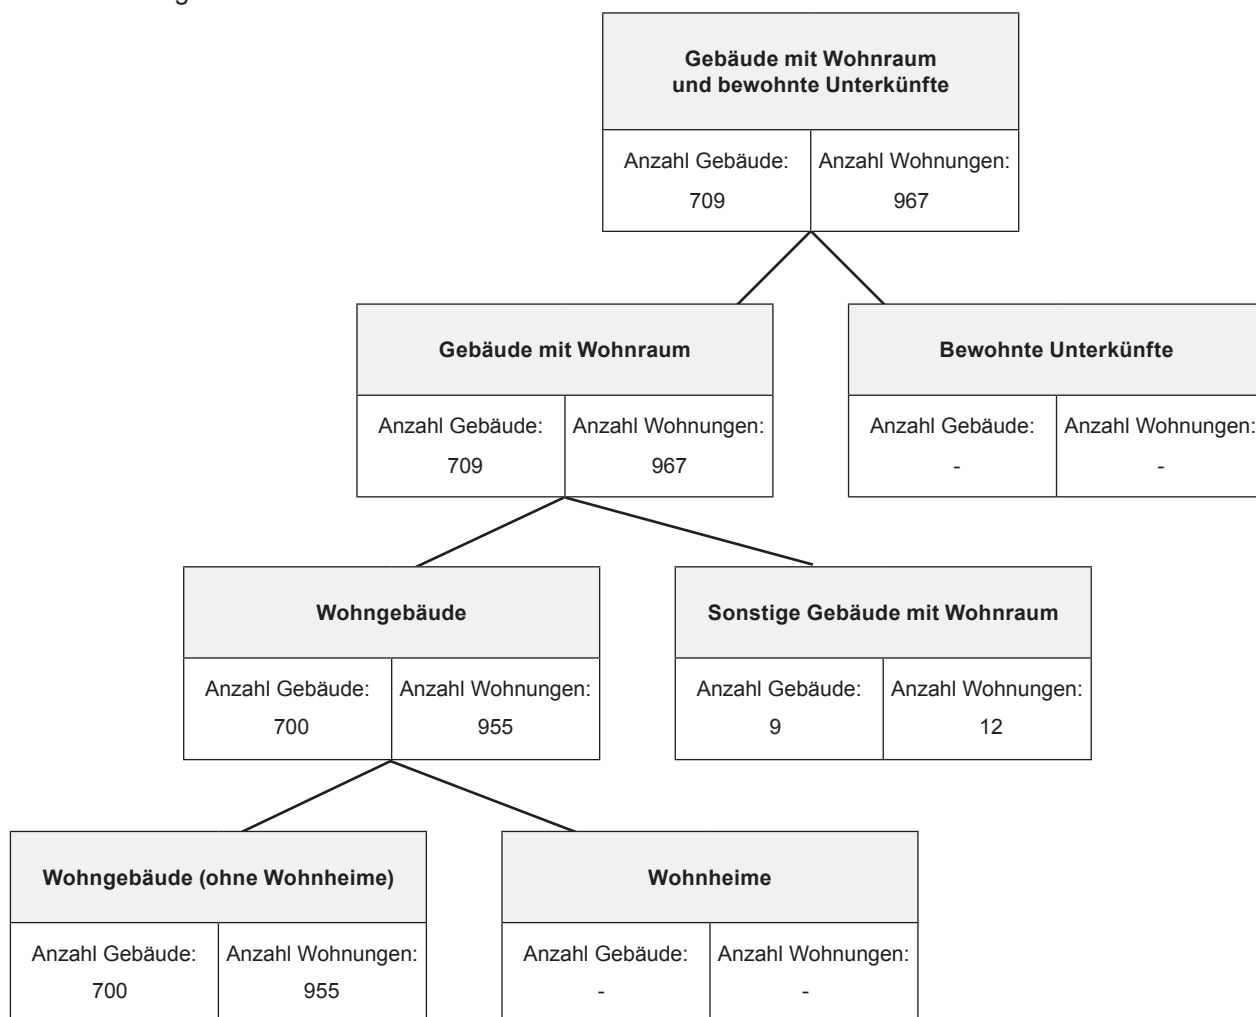 Gebäude mit Wohnraum
und bewohnte Unterkünfte
Anzahl Gebäude: Anzahl Wohnungen:
709 967
Gebäude mit Wohnraum
Anzahl Gebäude: Anzahl Wohnungen:
709 967
Bewohnte Unterkünfte
Anzahl Gebäude: Anzahl Wohnungen:
- -
Wohngebäude
Anzahl Gebäude: Anzahl Wohnungen:
700 955
Sonstige Gebäude mit Wohnraum
Anzahl Gebäude: Anzahl Wohnungen:
9 12
Wohngebäude (ohne Wohnheime)
Anzahl Gebäude: Anzahl Wohnungen:
700 955
Wohnheime
Anzahl Gebäude: Anzahl Wohnungen:
- -